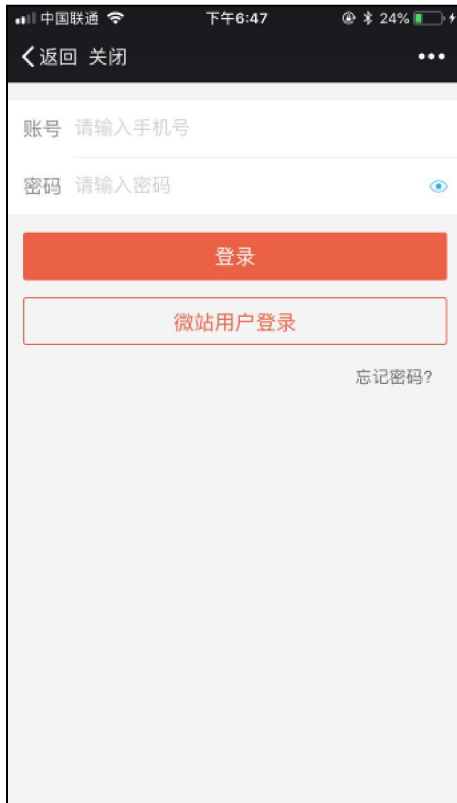 中国联通 下午6:47 24%
返回 关闭
账号 请输入手机号
密码 请输入密码
登录
微站用户登录
忘记密码?